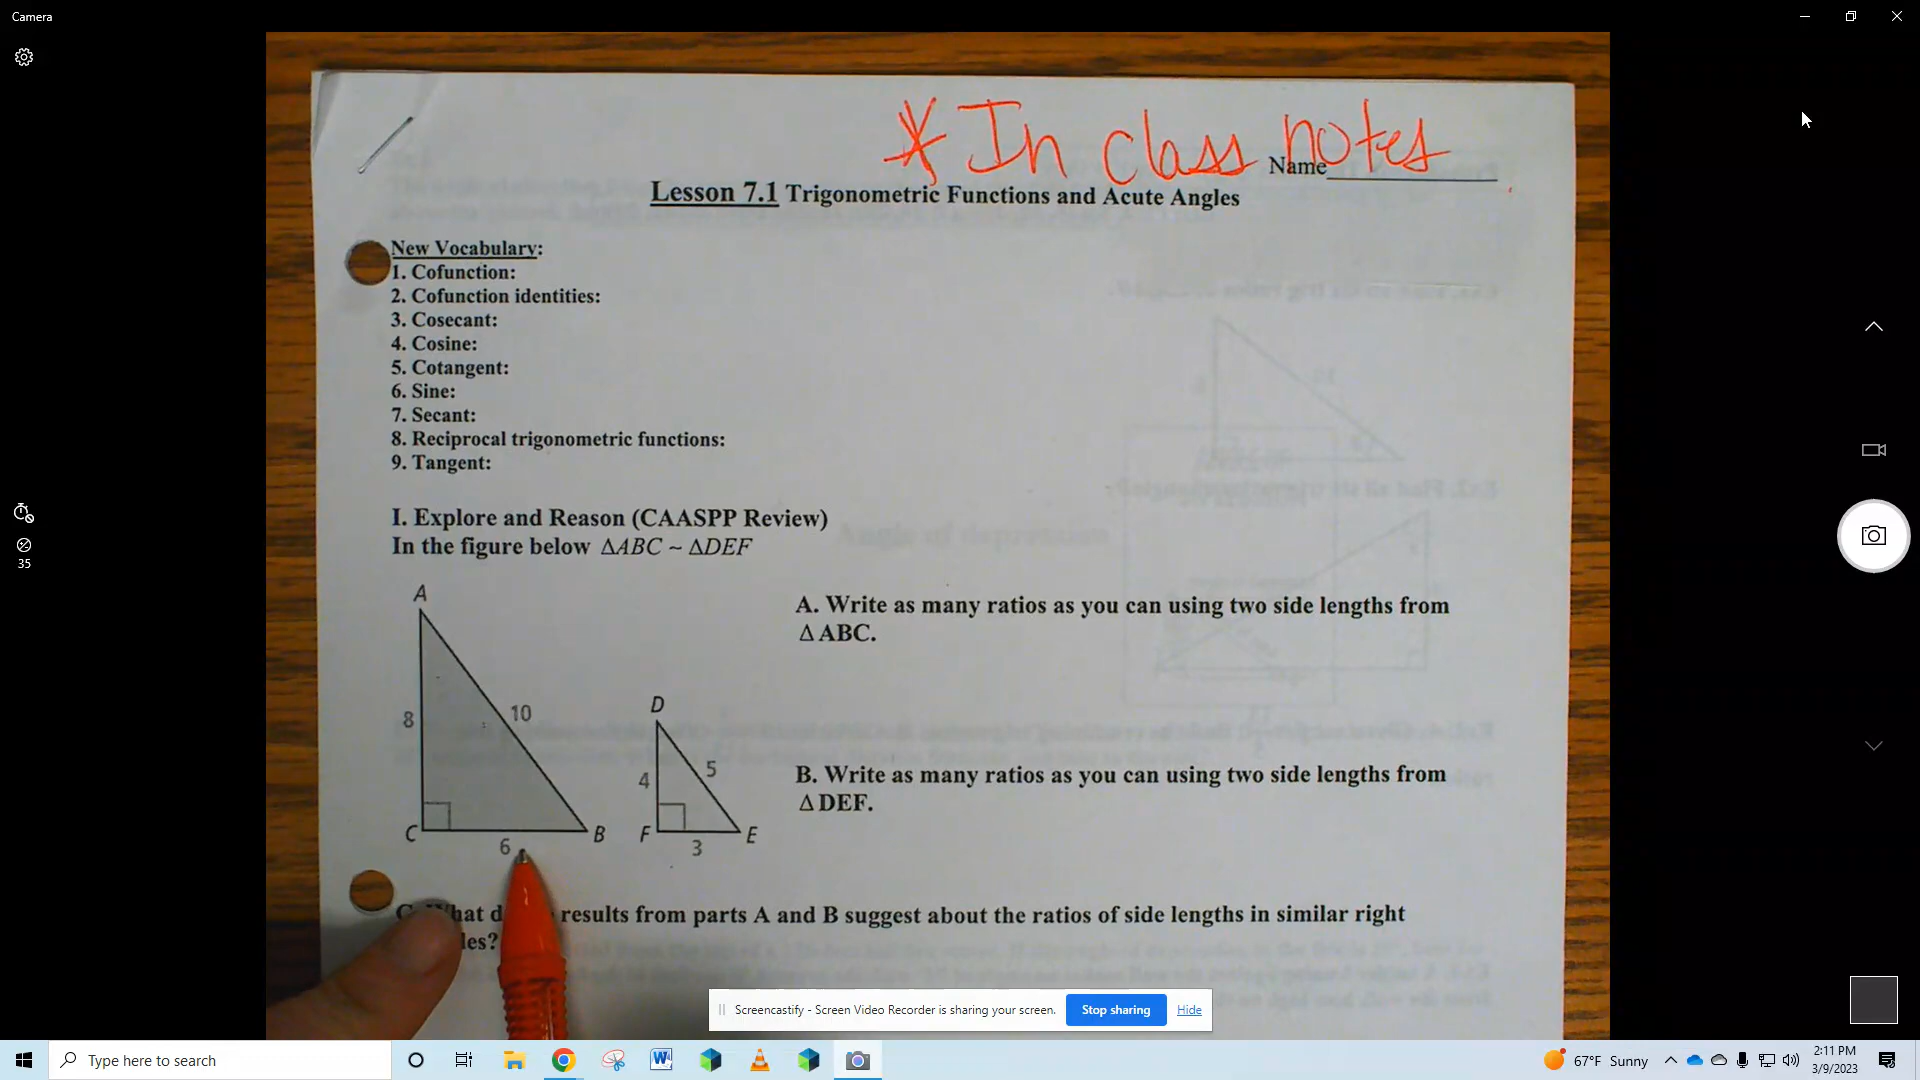 Camera
* In class notes
Name
Lesson 7.1 Trigonometric Functions and Acute Angles
New Vocabulary:
1. Cofunction:
2. Cofunction identities:
3. Cosecant:
4. Cosine:
5. Cotangent:
6. Sine:
7. Secant:
8. Reciprocal trigonometric functions:
9. Tangent:
I. Explore and Reason (CAASPP Review)
In the figure below ΔABC ~ ΔDEF
A
8
10
C
6
B
D
4
5
F
3
E
A. Write as many ratios as you can using two side lengths from
Δ ABC.
B. Write as many ratios as you can using two side lengths from
Δ DEF.
results from parts A and B suggest about the ratios of side lengths in similar right
35
Screencastify - Screen Video Recorder is sharing your screen.
Stop sharing
Hide
Type here to search
67°F Sunny
2:11 PM
3/9/2023